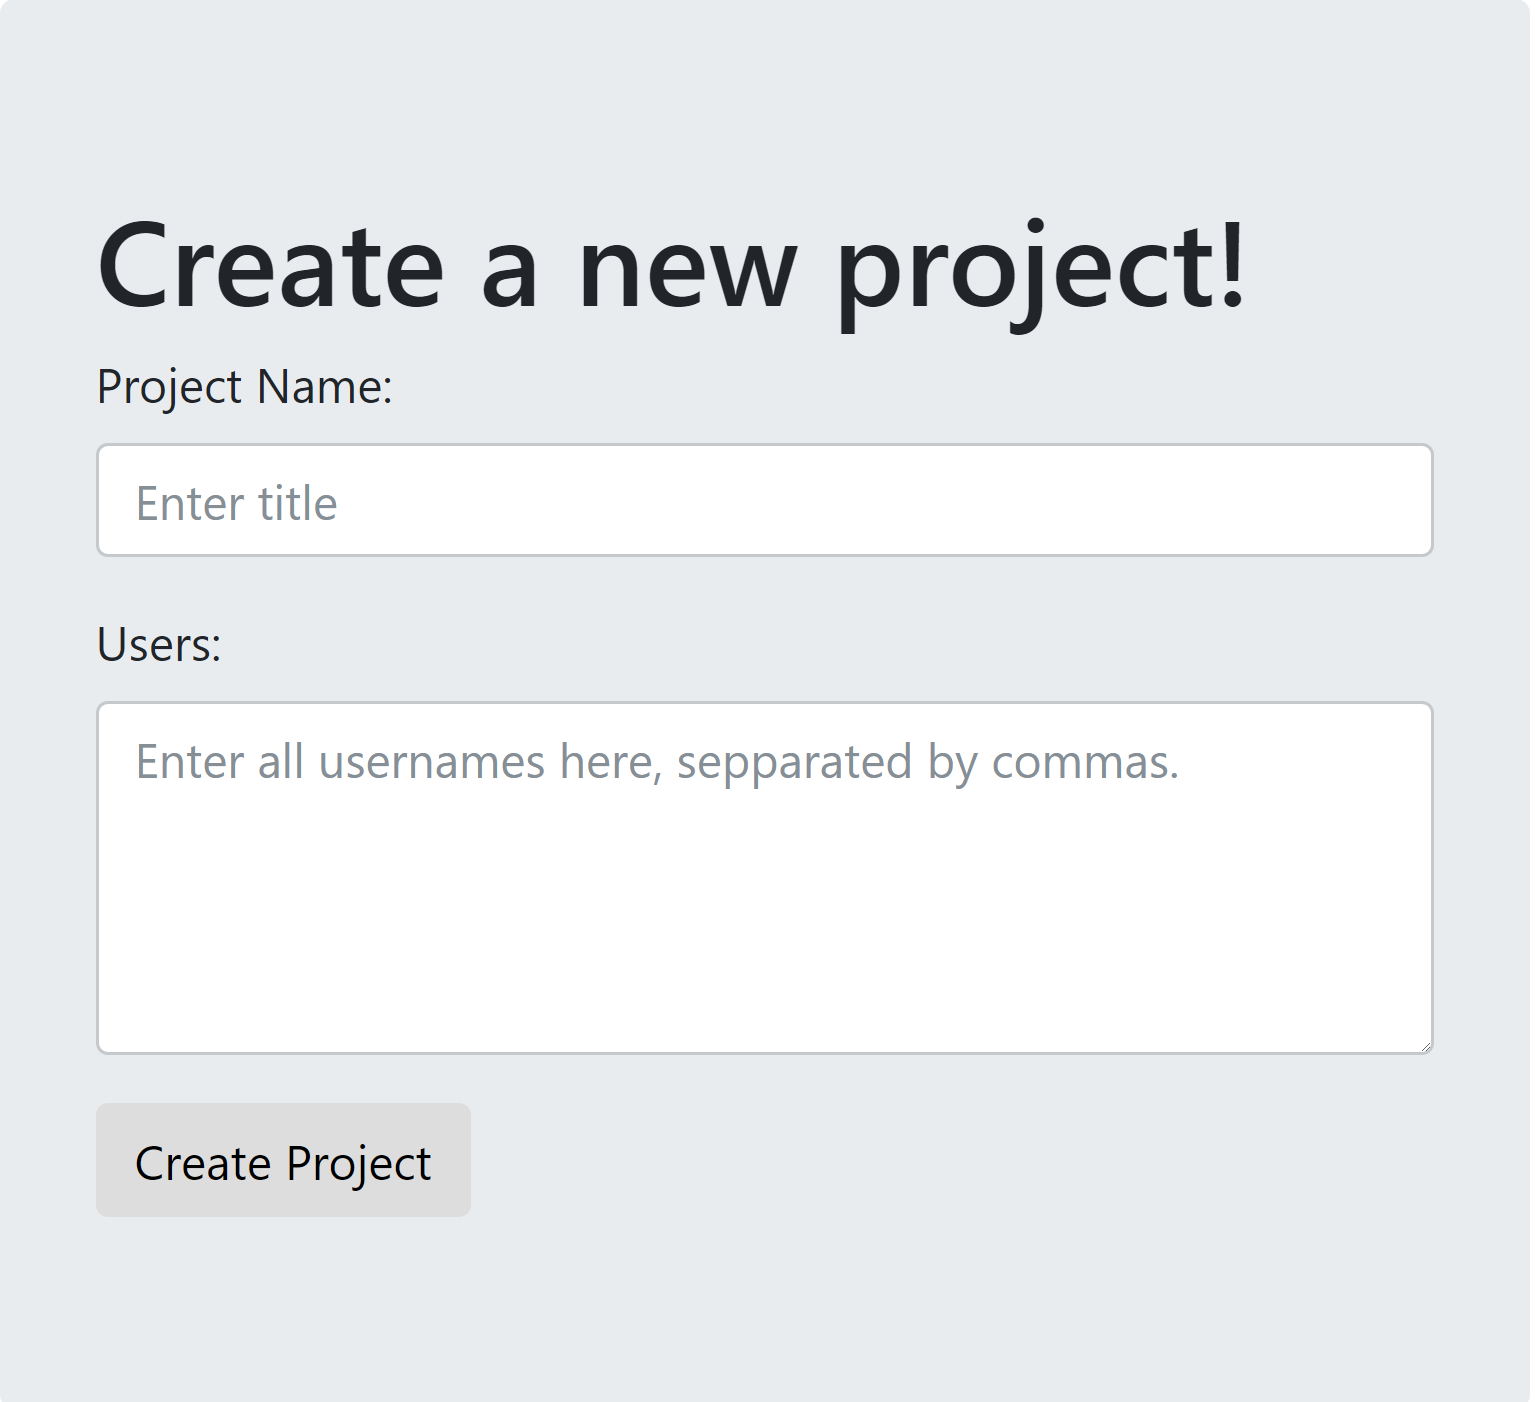 Create a new project!
Project Name:
Enter title
Users:
Enter all usernames here, sepparated by commas.
Create Project